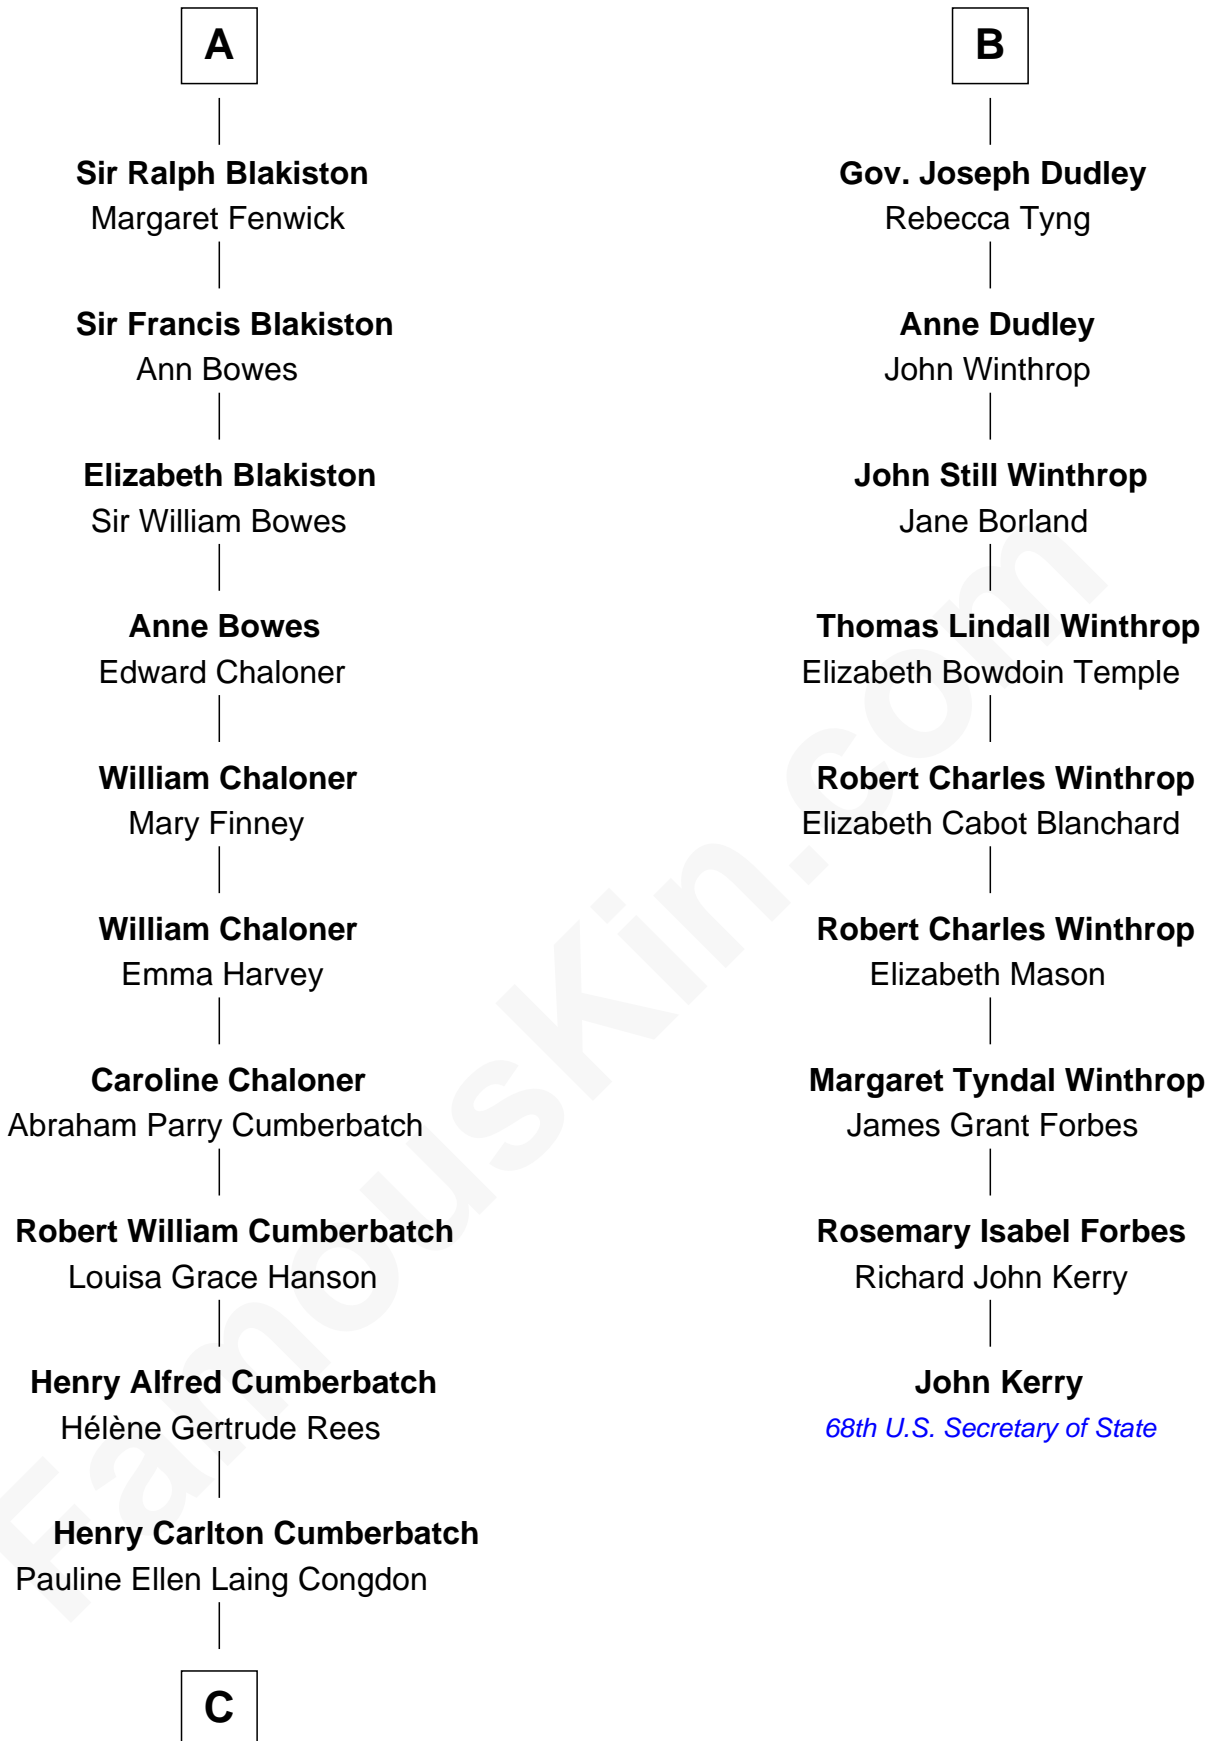 A
Sir Ralph Blakiston
Margaret Fenwick
Sir Francis Blakiston
Ann Bowes
Elizabeth Blakiston
Sir William Bowes
Anne Bowes
Edward Chaloner
William Chaloner
Mary Finney
William Chaloner
Emma Harvey
Caroline Chaloner
Abraham Parry Cumberbatch
Robert William Cumberbatch
Louisa Grace Hanson
Henry Alfred Cumberbatch
Hélène Gertrude Rees
Henry Carlton Cumberbatch
Pauline Ellen Laing Congdon
C
B
Gov. Joseph Dudley
Rebecca Tyng
Anne Dudley
John Winthrop
John Still Winthrop
Jane Borland
Thomas Lindall Winthrop
Elizabeth Bowdoin Temple
Robert Charles Winthrop
Elizabeth Cabot Blanchard
Robert Charles Winthrop
Elizabeth Mason
Margaret Tyndal Winthrop
James Grant Forbes
Rosemary Isabel Forbes
Richard John Kerry
John Kerry
68th U.S. Secretary of State
FamousKin.com